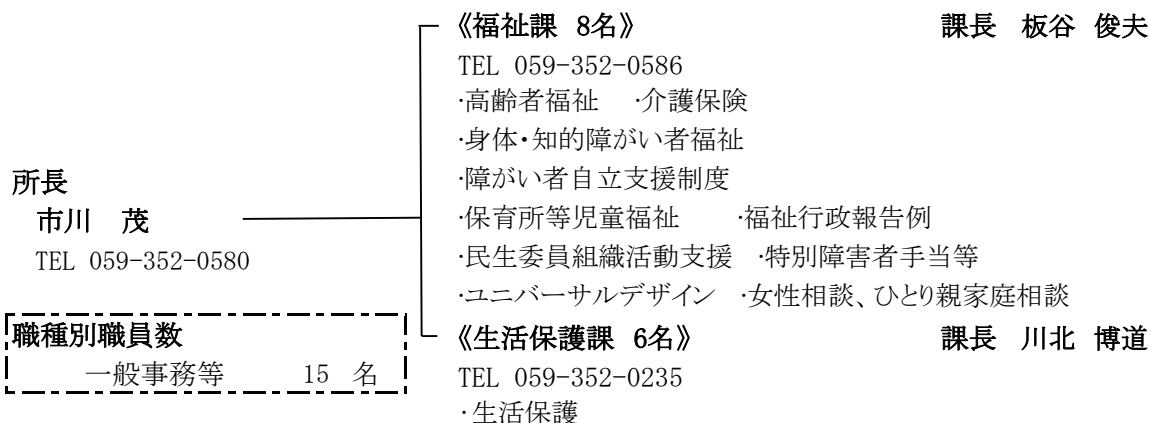 《福祉課 8名》 課長 板谷 俊夫
TEL 059-352-0586
・高齢者福祉 ・介護保険
・身体・知的障がい者福祉
・障がい者自立支援制度
・保育所等児童福祉 ・福祉行政報告例
・民生委員組織活動支援 ・特別障害者手当等
・ユニバーサルデザイン ・女性相談、ひとり親家庭相談
所長
市川 茂
TEL 059-352-0580
《生活保護課 6名》 課長 川北 博道
TEL 059-352-0235
・生活保護
職種別職員数
一般事務等 15 名